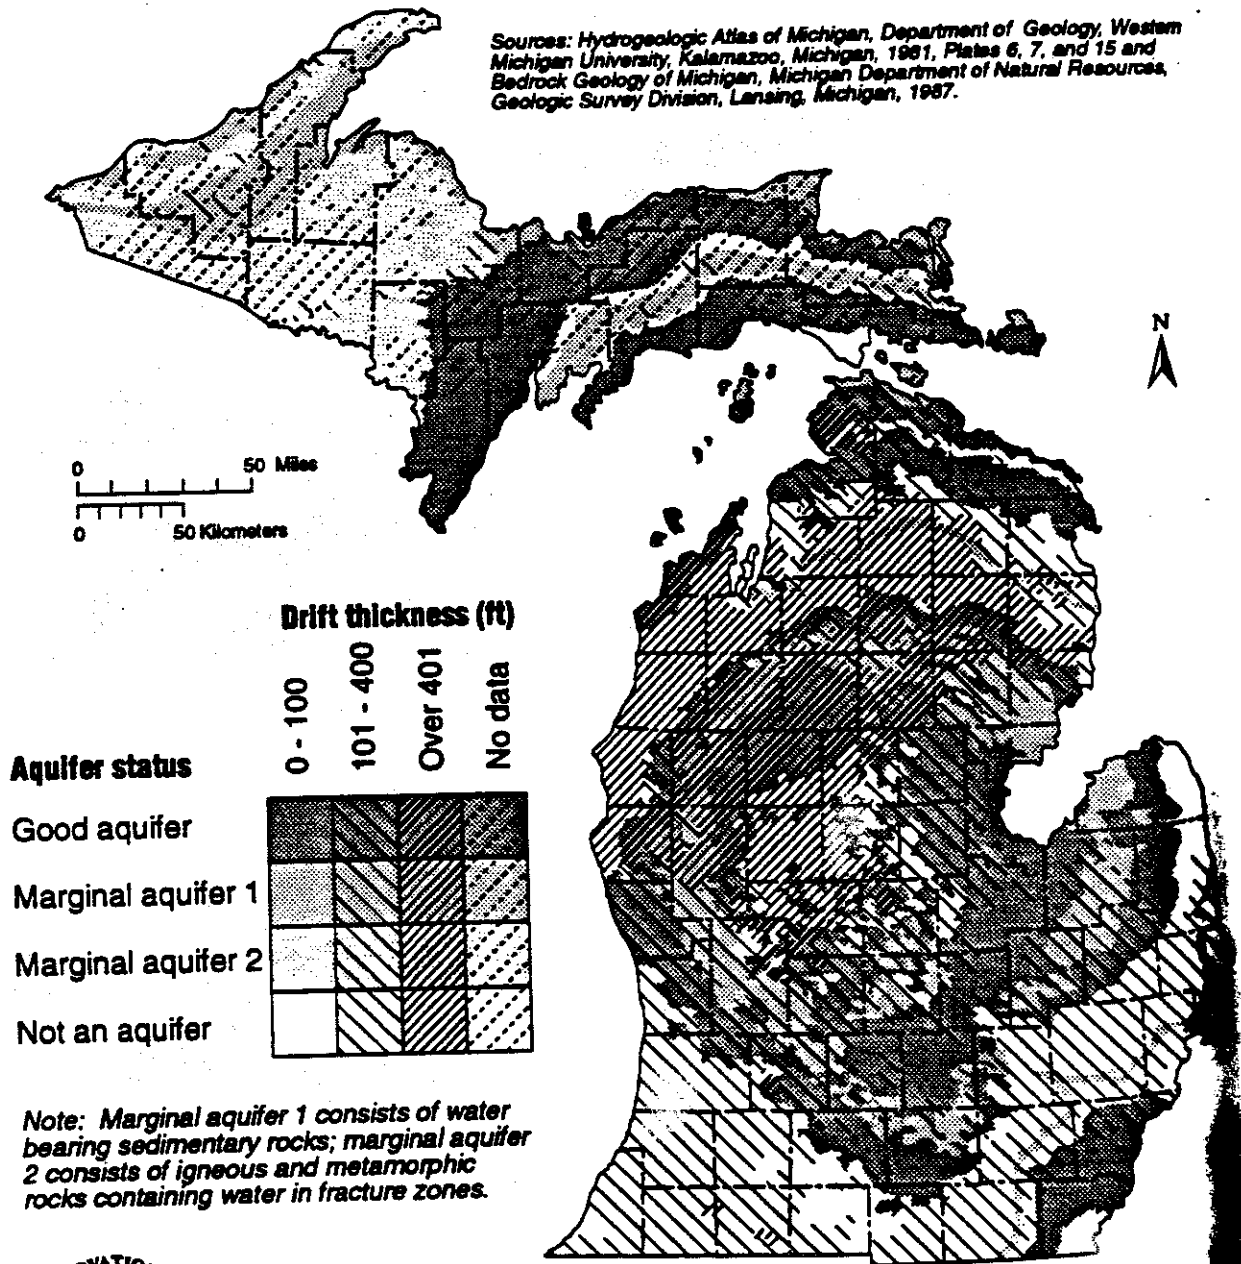 Sources: Hydrogeologic Atlas of Michigan, Department of Geology, Western
Michigan University, Kalamazoo, Michigan, 1981, Plates 6, 7, and 15 and
Bedrock Geology of Michigan, Michigan Department of Natural Resources,
Geologic Survey Division, Lansing, Michigan, 1987.
N
0 50 Miles
0 50 Kilometers
Drift thickness (ft)
0 - 100
101 - 400
Over 401
No data
Aquifer status
Good aquifer
Marginal aquifer 1
Marginal aquifer 2
Not an aquifer
Note: Marginal aquifer 1 consists of water
bearing sedimentary rocks; marginal aquifer
2 consists of igneous and metamorphic
rocks containing water in fracture zones.